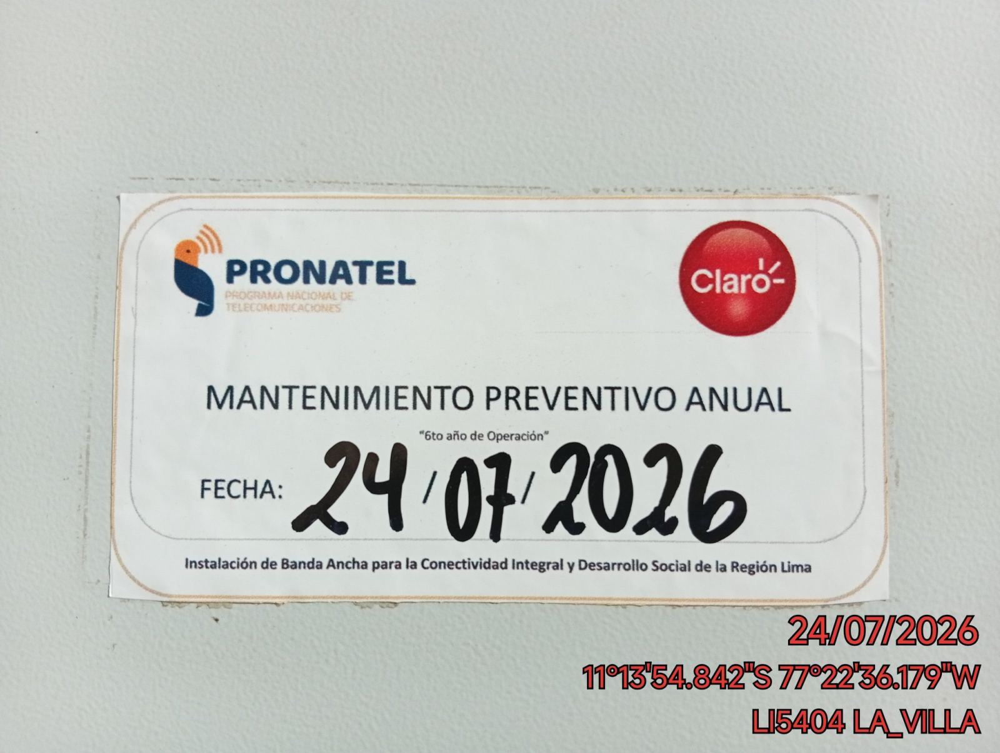 PRONATEL
PROGRAMA NACIONAL DE
TELECOMUNICACIONES
Claro
MANTENIMIENTO PREVENTIVO ANUAL
"6to año de Operación"
FECHA: 24/07/2026
Instalación de Banda Ancha para la Conectividad Integral y Desarrollo Social de la Región Lima
24/07/2026
11°13'54.842"S 77°22'36.179"W
LI5404 LA_VILLA